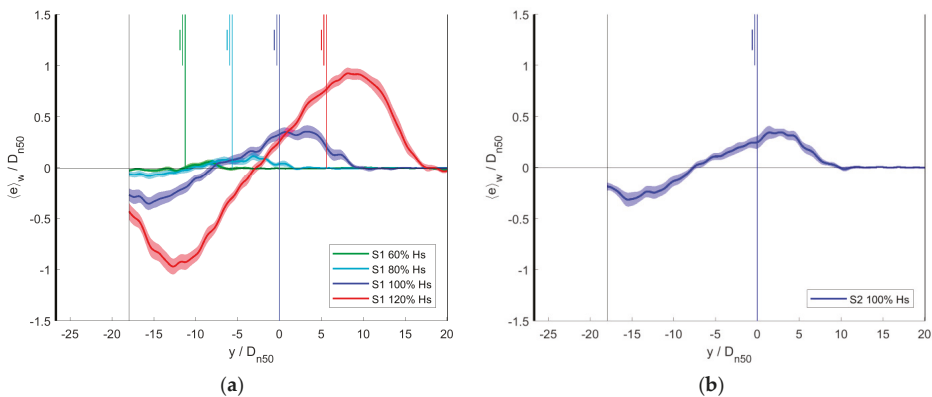 1.5
1
0.5
0
-0.5
-1
-1.5
⟨e⟩w / Dn50
-25 -20 -15 -10 -5 0 5 10 15 20
y / Dn50
S1 60% Hs
S1 80% Hs
S1 100% Hs
S1 120% Hs
(a)
1.5
1
0.5
0
-0.5
-1
-1.5
⟨e⟩w / Dn50
-25 -20 -15 -10 -5 0 5 10 15 20
y / Dn50
S2 100% Hs
(b)